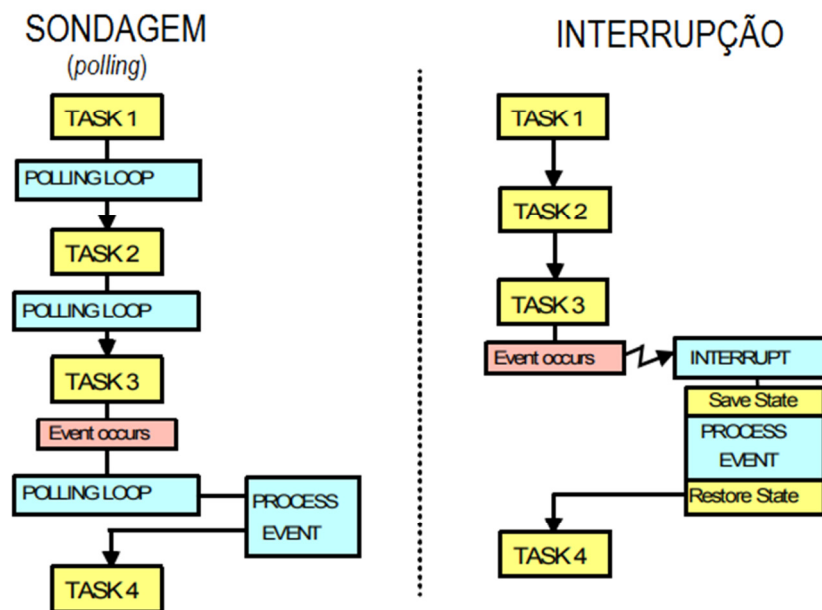 SONDAGEM
(polling)
TASK 1
POLLING LOOP
TASK 2
POLLING LOOP
TASK 3
Event occurs
POLLING LOOP
PROCESS
EVENT
TASK 4
INTERRUPÇÃO
TASK 1
TASK 2
TASK 3
Event occurs
INTERRUPT
Save State
PROCESS
EVENT
Restore State
TASK 4